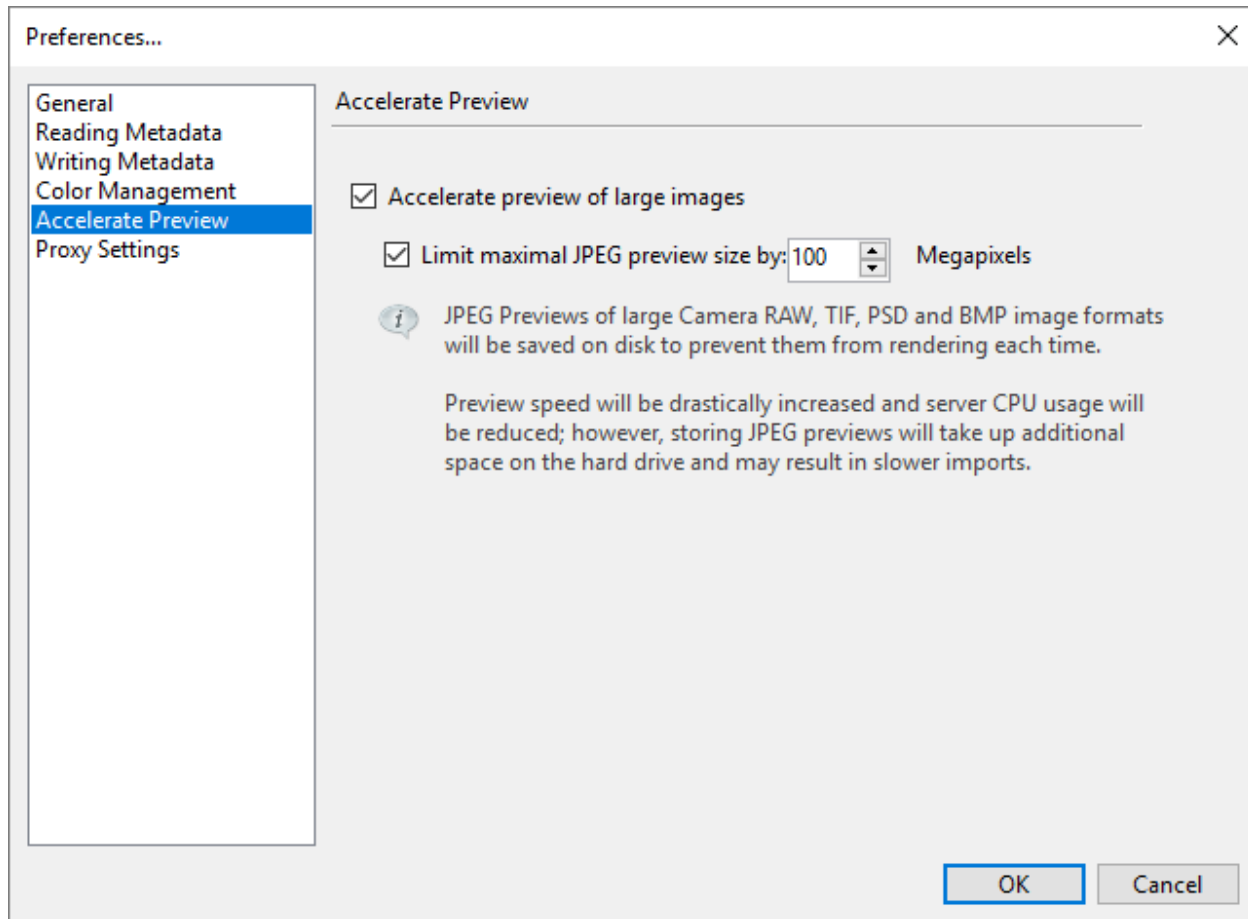 Preferences...
General
Reading Metadata
Writing Metadata
Color Management
Accelerate Preview
Proxy Settings
Accelerate Preview
Accelerate preview of large images
Limit maximal JPEG preview size by: 100 Megapixels
i
JPEG Previews of large Camera RAW, TIF, PSD and BMP image formats
will be saved on disk to prevent them from rendering each time.
Preview speed will be drastically increased and server CPU usage will
be reduced; however, storing JPEG previews will take up additional
space on the hard drive and may result in slower imports.
OK Cancel